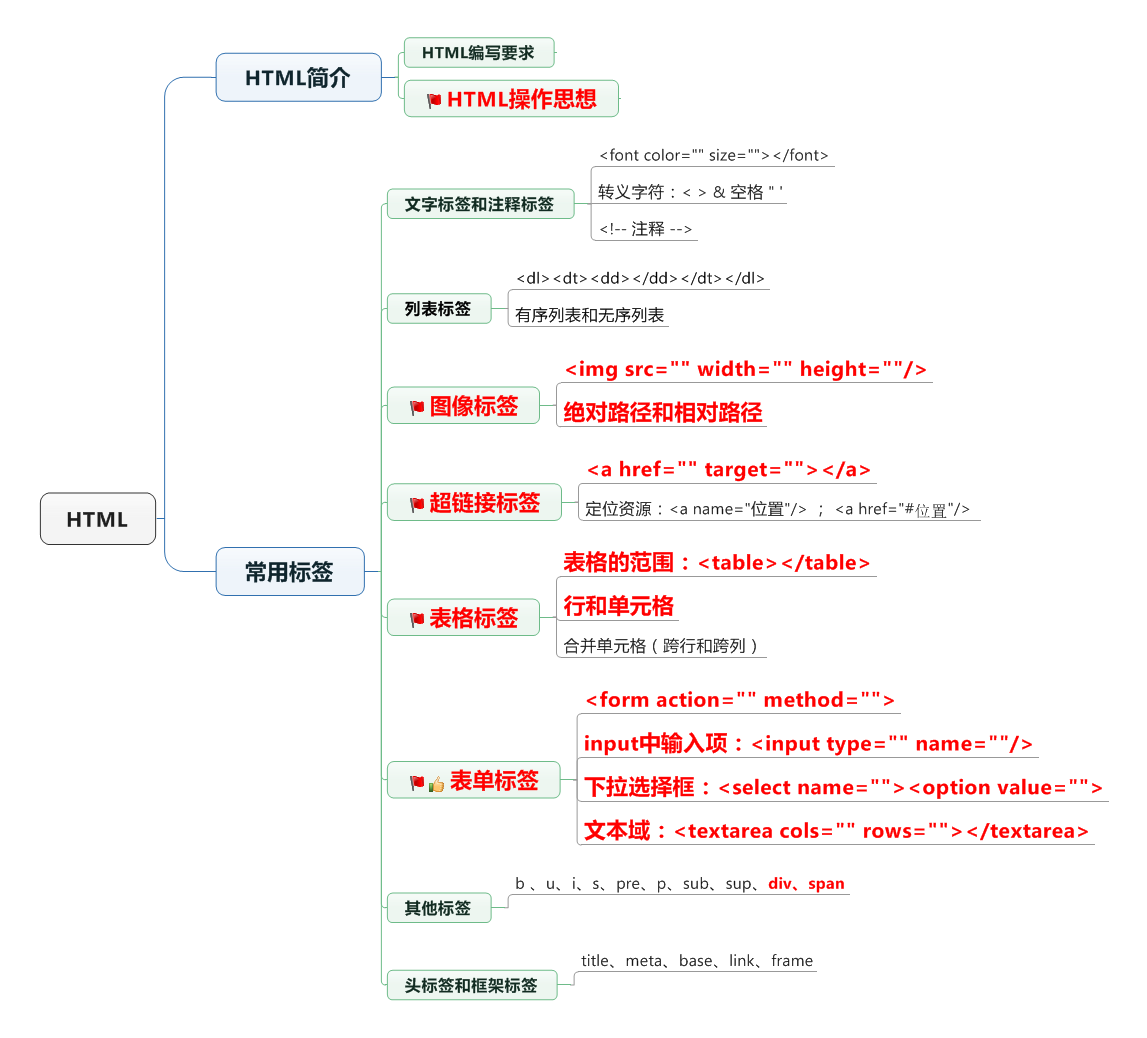 HTML
HTML简介
HTML编写要求
HTML操作思想
常用标签
文字标签和注释标签
<font color="" size=""></font>
转义字符：< > & 空格 " '
<!-- 注释 -->
列表标签
<dl><dt><dd></dd></dt></dl>
有序列表和无序列表
图像标签
<img src="" width="" height=""/>
绝对路径和相对路径
超链接标签
<a href="" target=""></a>
定位资源：<a name="位置"/> ； <a href="#位置"/>
表格标签
表格的范围：<table></table>
行和单元格
合并单元格（跨行和跨列）
表单标签
<form action="" method="">
input中输入项：<input type="" name=""/>
下拉选择框：<select name=""><option value="">
文本域：<textarea cols="" rows=""></textarea>
其他标签
b 、u、i、s、pre、p、sub、sup、div、span
头标签和框架标签
title、meta、base、link、frame